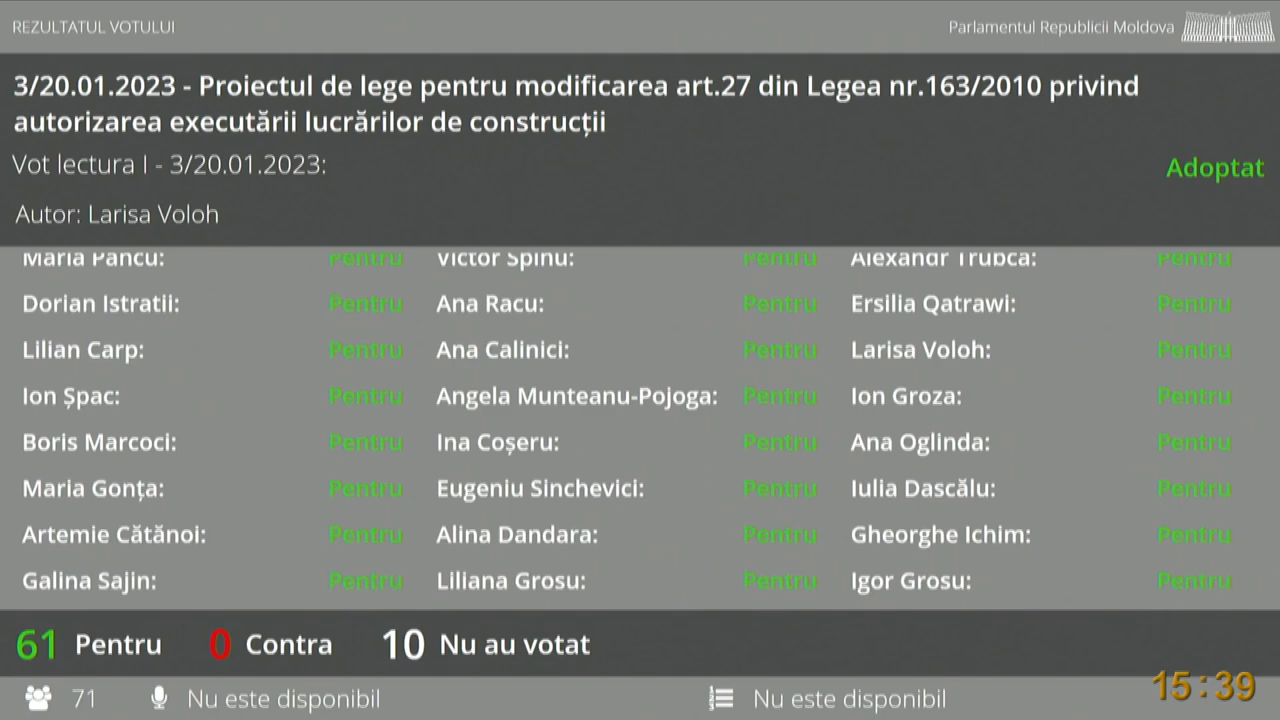 REZULTATUL VOTULUI
Parlamentul Republicii Moldova
3/20.01.2023 - Proiectul de lege pentru modificarea art.27 din Legea nr.163/2010 privind
autorizarea executării lucrărilor de construcții
Vot lectura I - 3/20.01.2023:
Adoptat
Autor: Larisa Voloh
Maria Pancu: Pentru Victor Spînu: Pentru Alexandr Trubca: Pentru
Dorian Istratii: Pentru Ana Racu: Pentru Ersilia Qatrawi: Pentru
Lilian Carp: Pentru Ana Calinici: Pentru Larisa Voloh: Pentru
Ion Șpac: Pentru Angela Munteanu-Pojoga: Pentru Ion Groza: Pentru
Boris Marcoci: Pentru Ina Coșeru: Pentru Ana Oglinda: Pentru
Maria Gonța: Pentru Eugeniu Sinchevici: Pentru Iulia Dascălu: Pentru
Artemie Cătănoi: Pentru Alina Dandara: Pentru Gheorghe Ichim: Pentru
Galina Sajin: Pentru Liliana Grosu: Pentru Igor Grosu: Pentru
61 Pentru 0 Contra 10 Nu au votat
71 Nu este disponibil Nu este disponibil
15:39